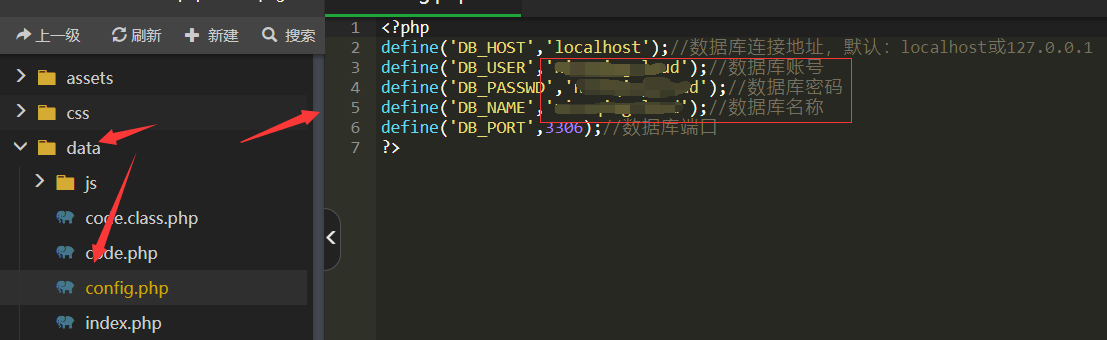 上一级 刷新 新建 搜索
assets
css
data
js
code.class.php
code.php
config.php
index.php
1 <?php
2 define('DB_HOST','localhost');//数据库连接地址, 默认: localhost或127.0.0.1
3 define('DB_USER','ud');//数据库账号
4 define('DB_PASSWD','d');//数据库密码
5 define('DB_NAME','');//数据库名称
6 define('DB_PORT',3306);//数据库端口
7 ?>